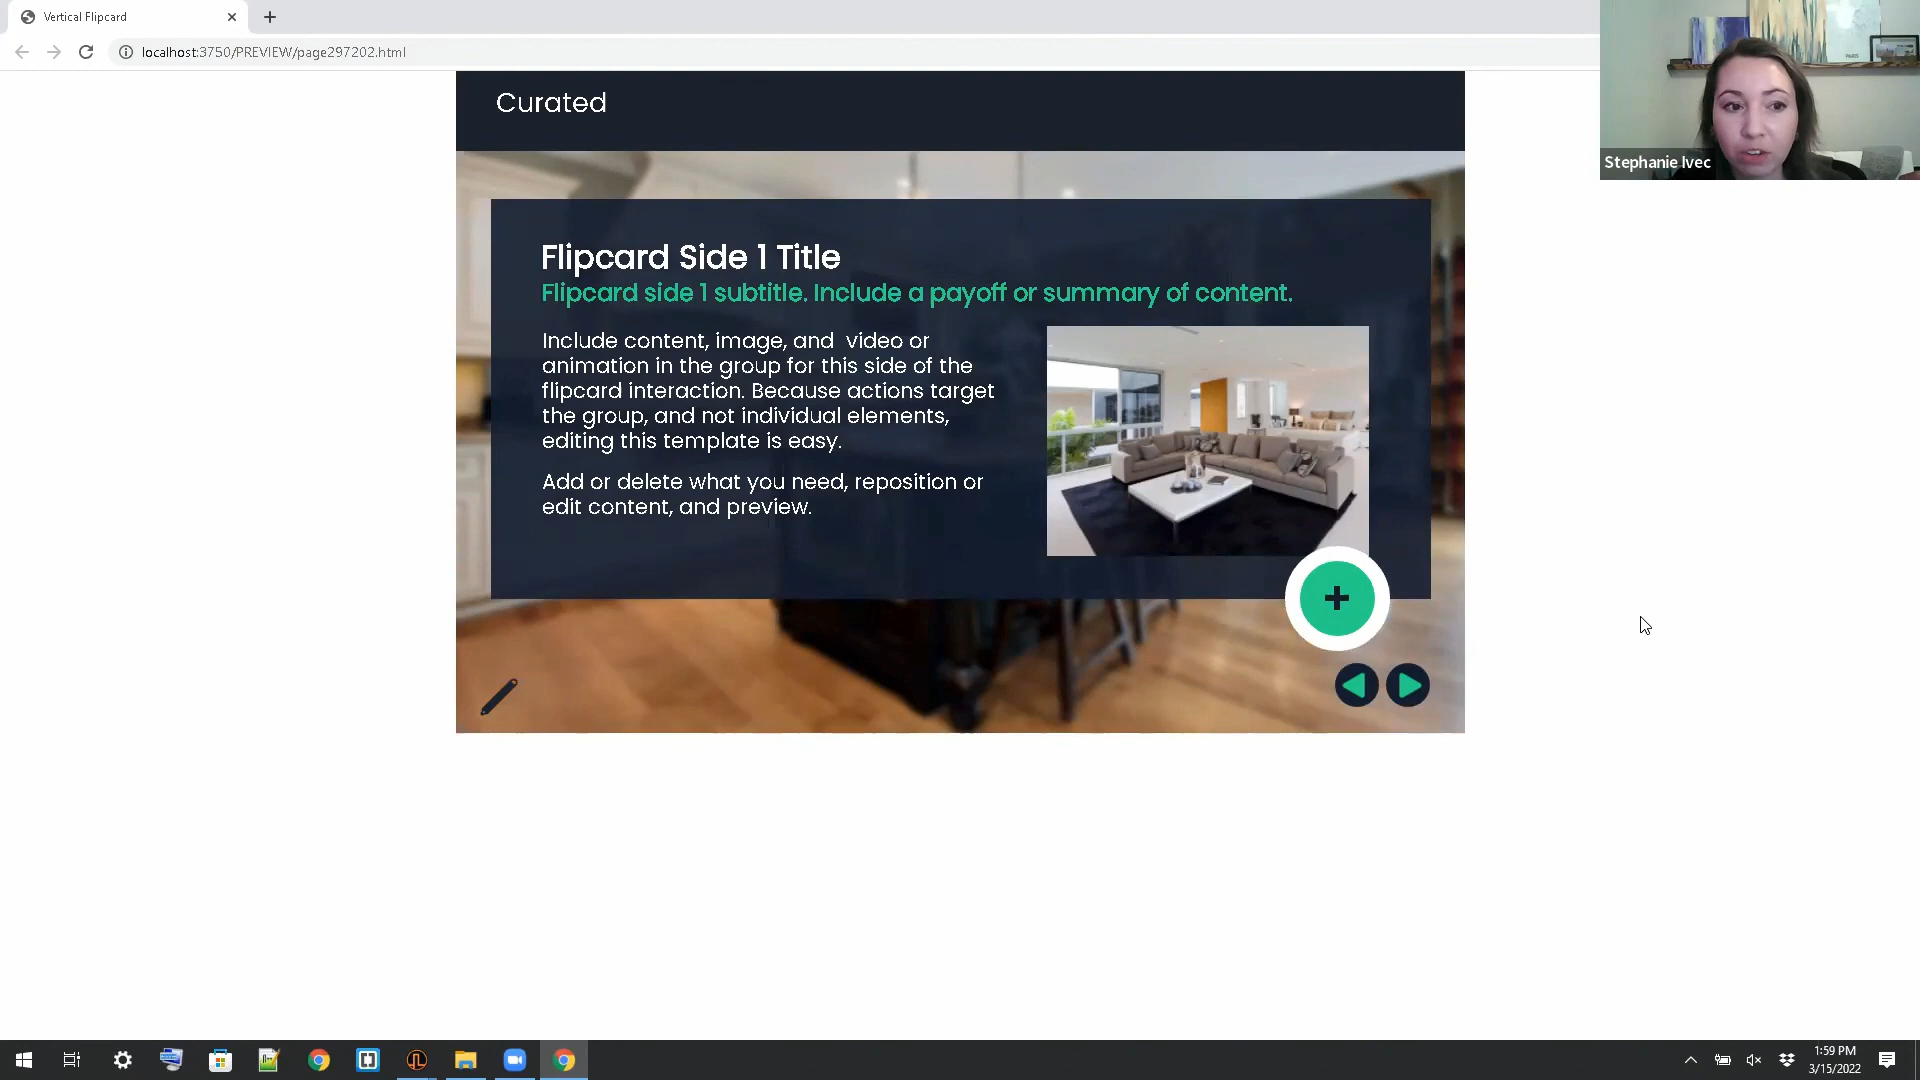 Vertical Flipcard
localhost:3750/PREVIEW/page297202.html
Stephanie Ivec
Curated
Flipcard Side 1 Title
Flipcard side 1 subtitle. Include a payoff or summary of content.
Include content, image, and  video or
animation in the group for this side of the
flipcard interaction. Because actions target
the group, and not individual elements,
editing this template is easy.
Add or delete what you need, reposition or
edit content, and preview.
1:59 PM
3/15/2022